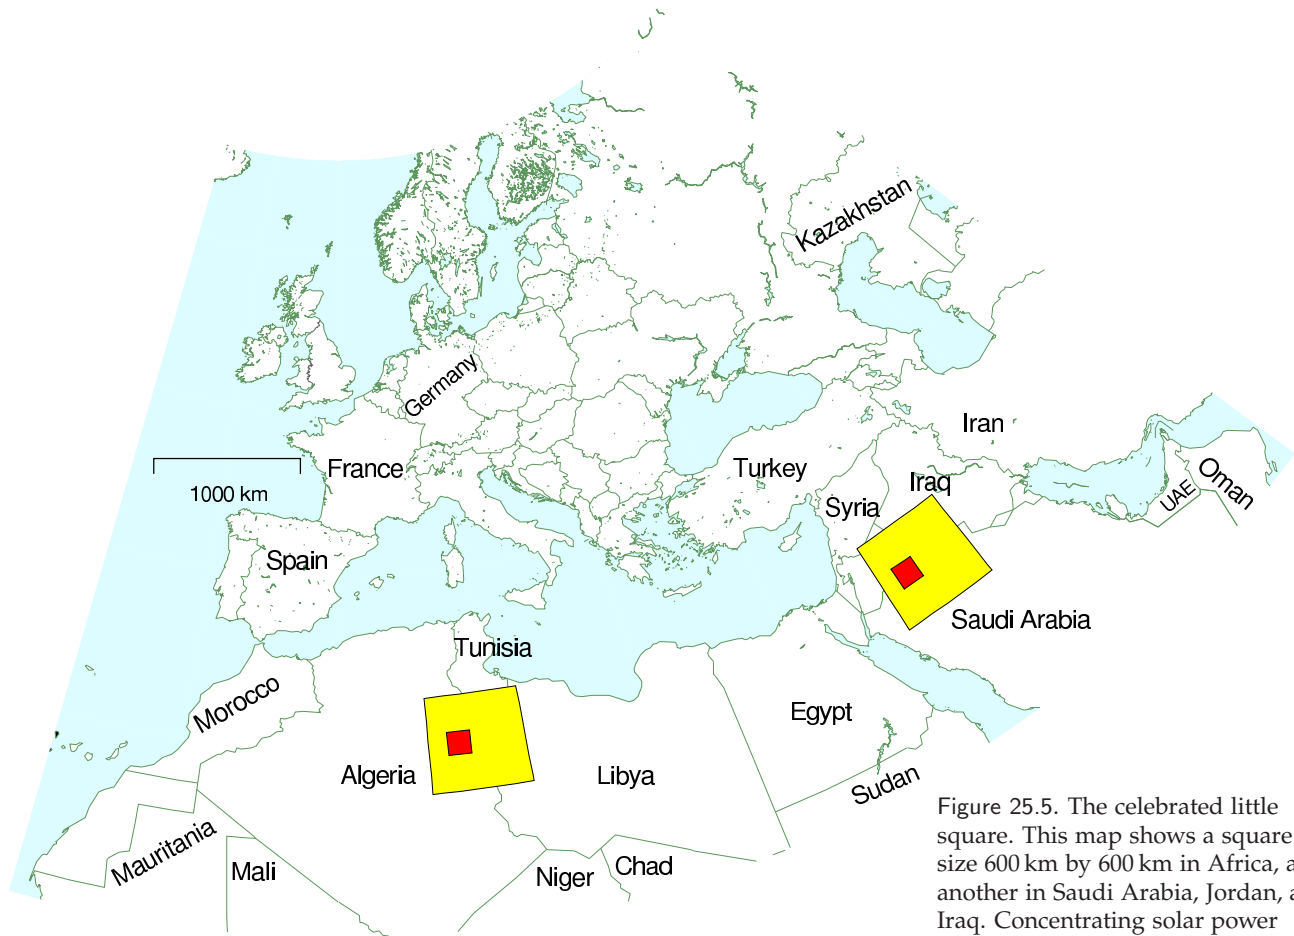 Kazakhstan
Germany
Iran
France
Turkey
1000 km
Iraq
Oman
UAE
Syria
Spain
Saudi Arabia
Tunisia
Morocco
Egypt
Algeria
Libya
Sudan
Mauritania
Mali
Niger
Chad
Figure 25.5. The celebrated little
square. This map shows a square
size 600 km by 600 km in Africa, a
another in Saudi Arabia, Jordan, a
Iraq. Concentrating solar power